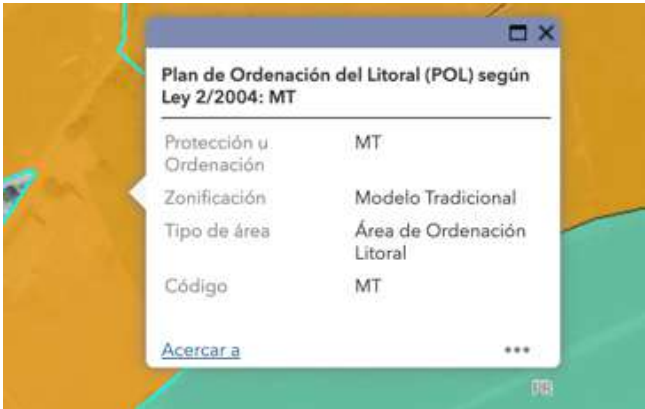 Plan de Ordenación del Litoral (POL) según
Ley 2/2004: MT
Protección u MT
Ordenación
Zonificación Modelo Tradicional
Tipo de área Área de Ordenación
Litoral
Código MT
Acercar a
PR